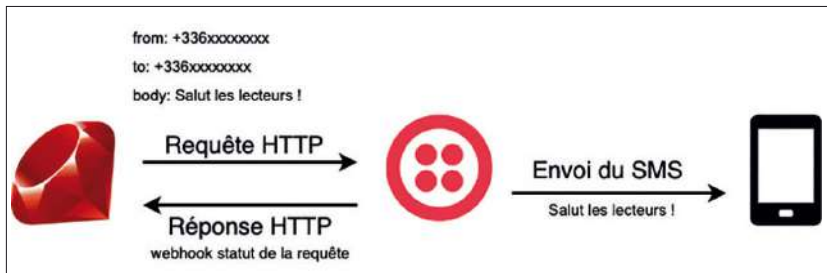 from: +336xxxxxxxx
to: +336xxxxxxxx
body: Salut les lecteurs !
Requête HTTP
Réponse HTTP
webhook statut de la requête
Envoi du SMS
Salut les lecteurs !